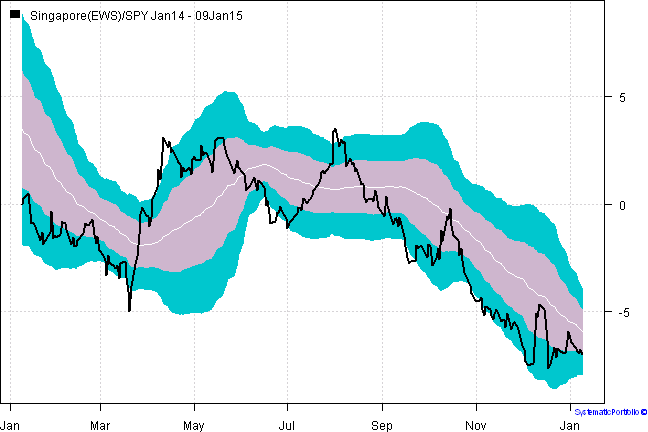 Singapore(EWS)/SPY Jan14 - 09Jan15
5
0
-5
Jan Mar May Jul Sep Nov Jan
SystematicPortfolio ©